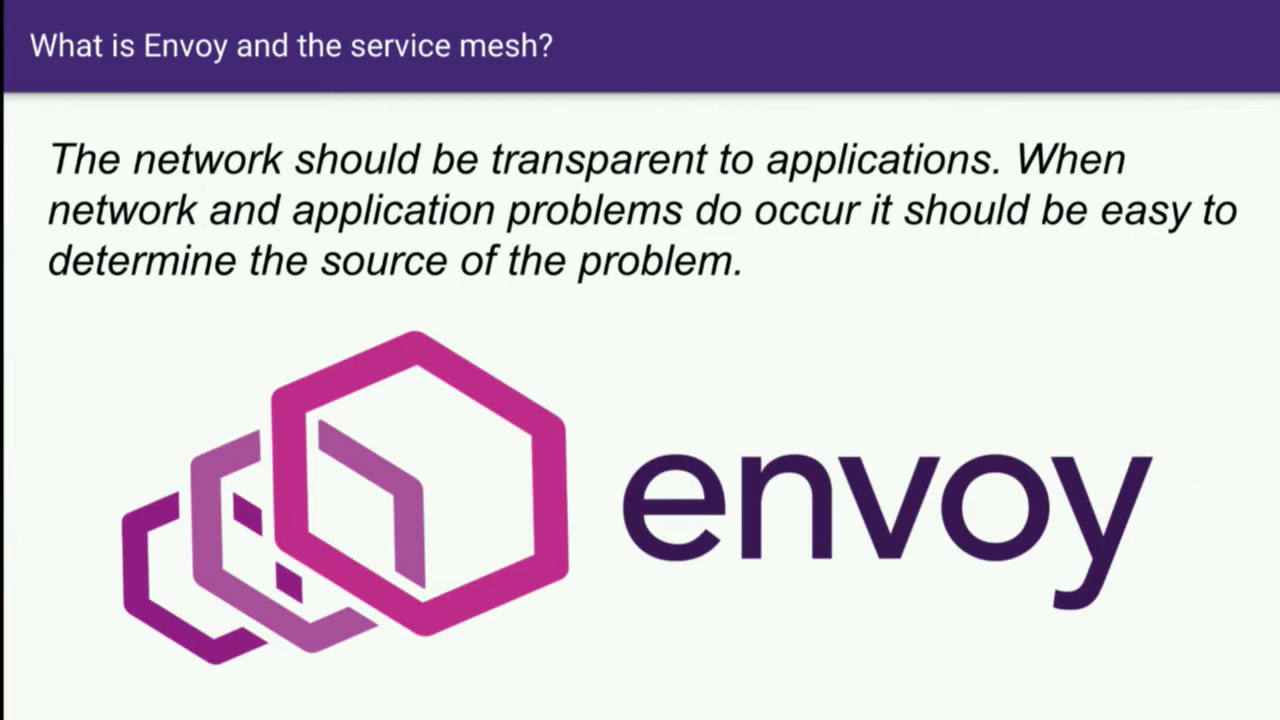 What is Envoy and the service mesh?
The network should be transparent to applications. When
network and application problems do occur it should be easy to
determine the source of the problem.
envoy